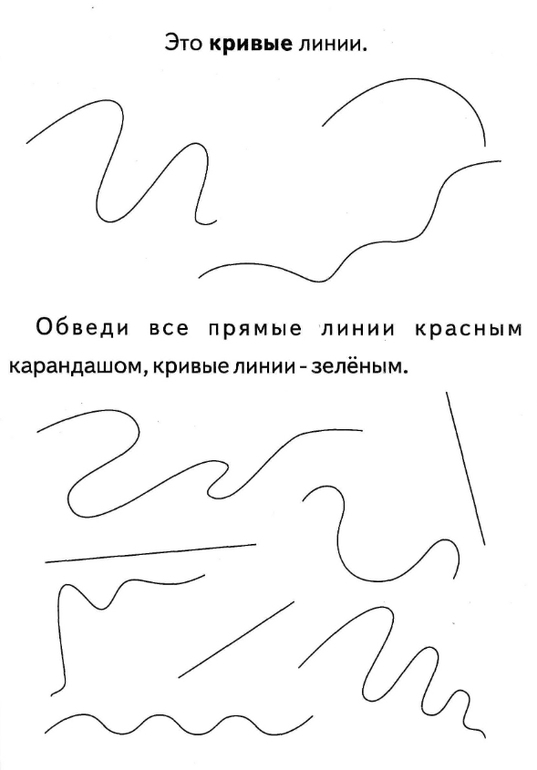 Это кривые линии.
Обведи все прямые линии красным
карандашом, кривые линии - зелёным.